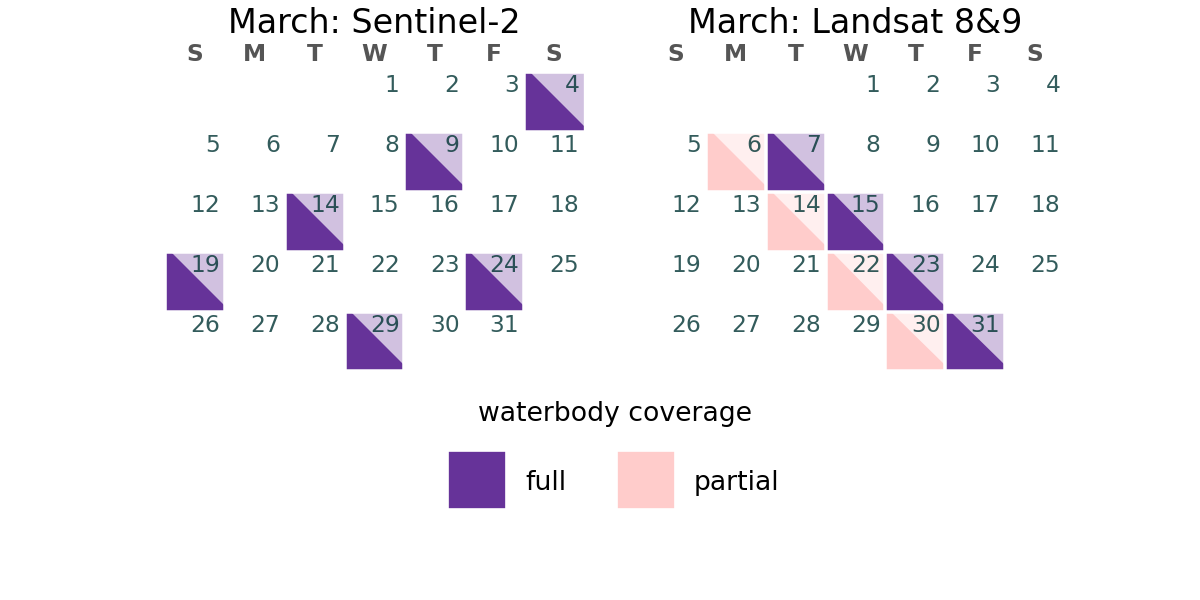 March: Sentinel-2
S M T W T F S
1 2 3 4
5 6 7 8 9 10 11
12 13 14 15 16 17 18
19 20 21 22 23 24 25
26 27 28 29 30 31
March: Landsat 8&9
S M T W T F S
1 2 3 4
5 6 7 8 9 10 11
12 13 14 15 16 17 18
19 20 21 22 23 24 25
26 27 28 29 30 31
waterbody coverage
full
partial